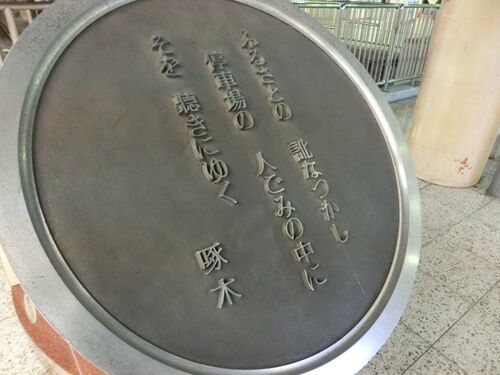 ふるさとの 訛なつかし
停車場の 人ごみの中に
そを 聴きにゆく
啄木